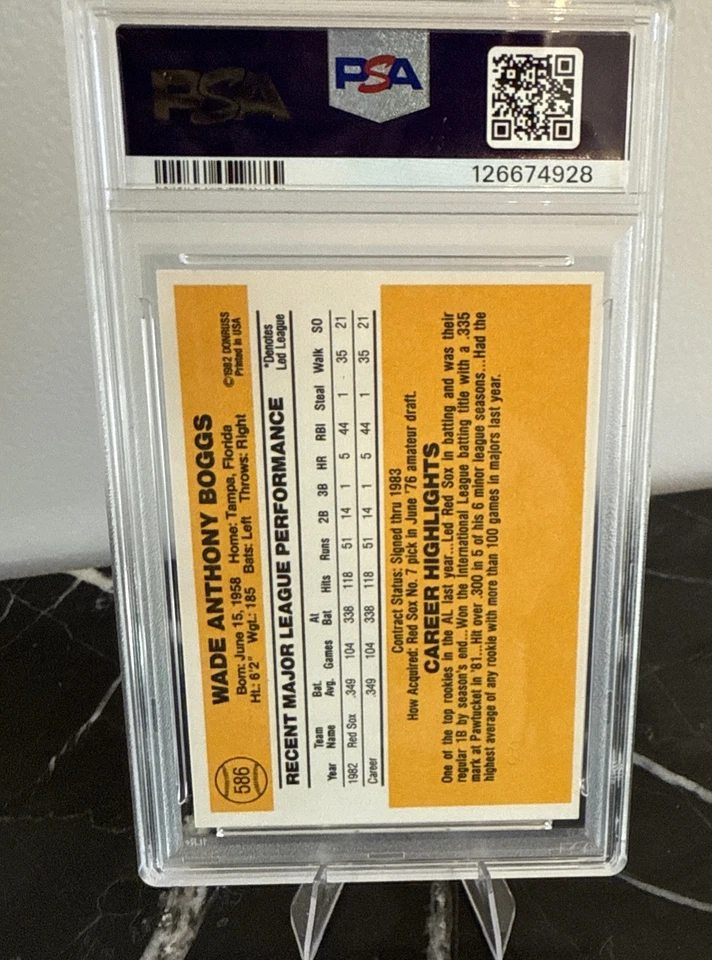 PSA
PSA
126674928
586
WADE ANTHONY BOGGS
©1982 DONRUSS
Printed in USA
Born: June 15, 1958 Home: Tampa, Florida
Ht.: 6'2" Wgt.: 185 Bats: Left Throws: Right
RECENT MAJOR LEAGUE PERFORMANCE
*Denotes
Led League
Year Team Name Bat. Avg. Games At Bat Hits Runs 2B 3B HR RBI Steal Walk SO
1982 Red Sox .349 104 338 118 51 14 1 5 44 1 35 21
Career .349 104 338 118 51 14 1 5 44 1 35 21
Contract Status: Signed thru 1983
How Acquired: Red Sox No. 7 pick in June '76 amateur draft.
CAREER HIGHLIGHTS
One of the top rookies in the AL last year...Led Red Sox in batting and was their
regular 1B by season's end...Won the International League batting title with a .335
mark at Pawtucket in '81...Hit over .300 in 5 of his 6 minor league seasons...Had the
highest average of any rookie with more than 100 games in majors last year.